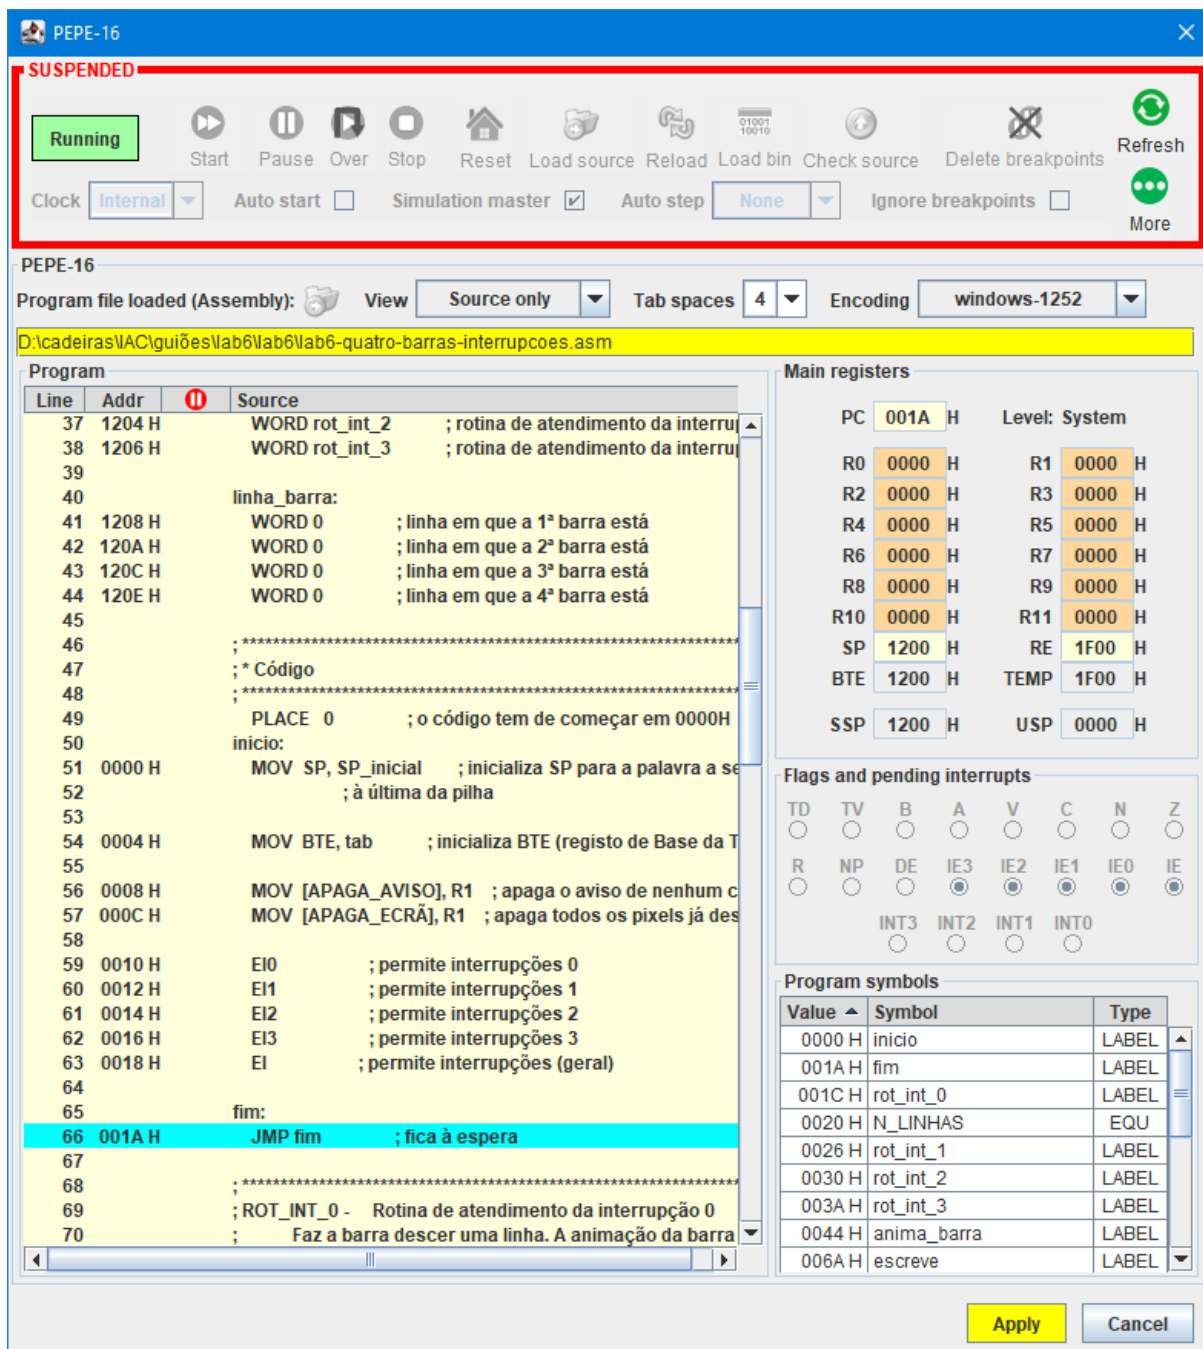 PEPE-16
SUSPENDED
Running Start Pause Over Stop Reset Load source Reload Load bin Check source Delete breakpoints Refresh
01001
10010
Clock Internal Auto start Simulation master Auto step None Ignore breakpoints More
PEPE-16
Program file loaded (Assembly): View Source only Tab spaces 4 Encoding windows-1252
D:\cadeiras\IAC\guiões\lab6\lab6\lab6-quatro-barras-interrupcoes.asm
Program
Line Addr Source
37 1204 H WORD rot_int_2 ; rotina de atendimento da interru
38 1206 H WORD rot_int_3 ; rotina de atendimento da interru
39
40 linha_barra:
41 1208 H WORD 0 ; linha em que a 1ª barra está
42 120A H WORD 0 ; linha em que a 2ª barra está
43 120C H WORD 0 ; linha em que a 3ª barra está
44 120E H WORD 0 ; linha em que a 4ª barra está
45
46 ; ******************************************************************
47 ; * Código
48 ; ******************************************************************
49 PLACE 0 ; o código tem de começar em 0000H
50 inicio:
51 0000 H MOV SP, SP_inicial ; inicializa SP para a palavra a se
52 ; à última da pilha
53
54 0004 H MOV BTE, tab ; inicializa BTE (registo de Base da T
55
56 0008 H MOV [APAGA_AVISO], R1 ; apaga o aviso de nenhum c
57 000C H MOV [APAGA_ECRÃ], R1 ; apaga todos os pixels já des
58
59 0010 H EI0 ; permite interrupções 0
60 0012 H EI1 ; permite interrupções 1
61 0014 H EI2 ; permite interrupções 2
62 0016 H EI3 ; permite interrupções 3
63 0018 H EI ; permite interrupções (geral)
64
65 fim:
66 001A H JMP fim ; fica à espera
67
68 ; ******************************************************************
69 ; ROT_INT_0 - Rotina de atendimento da interrupção 0
70 ; Faz a barra descer uma linha. A animação da barra
Main registers
PC 001A H Level: System
R0 0000 H R1 0000 H
R2 0000 H R3 0000 H
R4 0000 H R5 0000 H
R6 0000 H R7 0000 H
R8 0000 H R9 0000 H
R10 0000 H R11 0000 H
SP 1200 H RE 1F00 H
BTE 1200 H TEMP 1F00 H
SSP 1200 H USP 0000 H
Flags and pending interrupts
TD TV B A V C N Z
R NP DE IE3 IE2 IE1 IE0 IE
INT3 INT2 INT1 INT0
Program symbols
Value Symbol Type
0000 H inicio LABEL
001A H fim LABEL
001C H rot_int_0 LABEL
0020 H N_LINHAS EQU
0026 H rot_int_1 LABEL
0030 H rot_int_2 LABEL
003A H rot_int_3 LABEL
0044 H anima_barra LABEL
006A H escreve LABEL
Apply Cancel